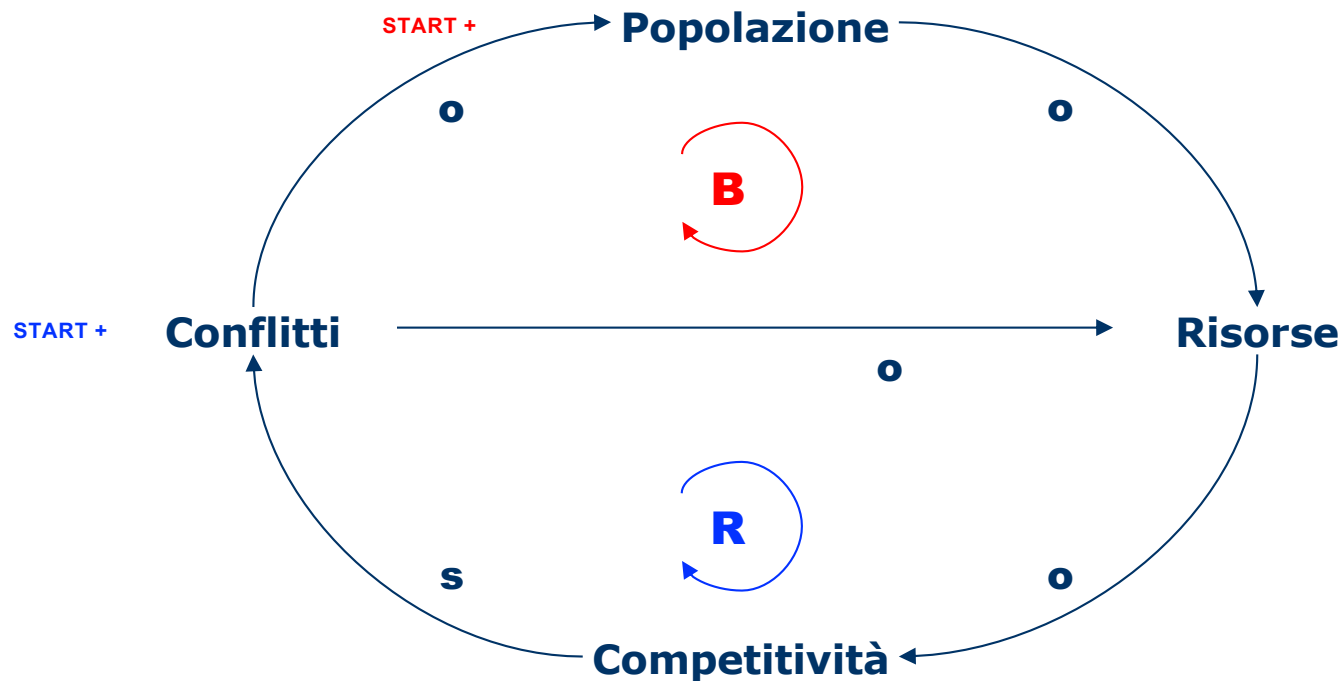 START +
Popolazione
o
o
B
START +
Conflitti
Risorse
o
R
s
o
Competitività